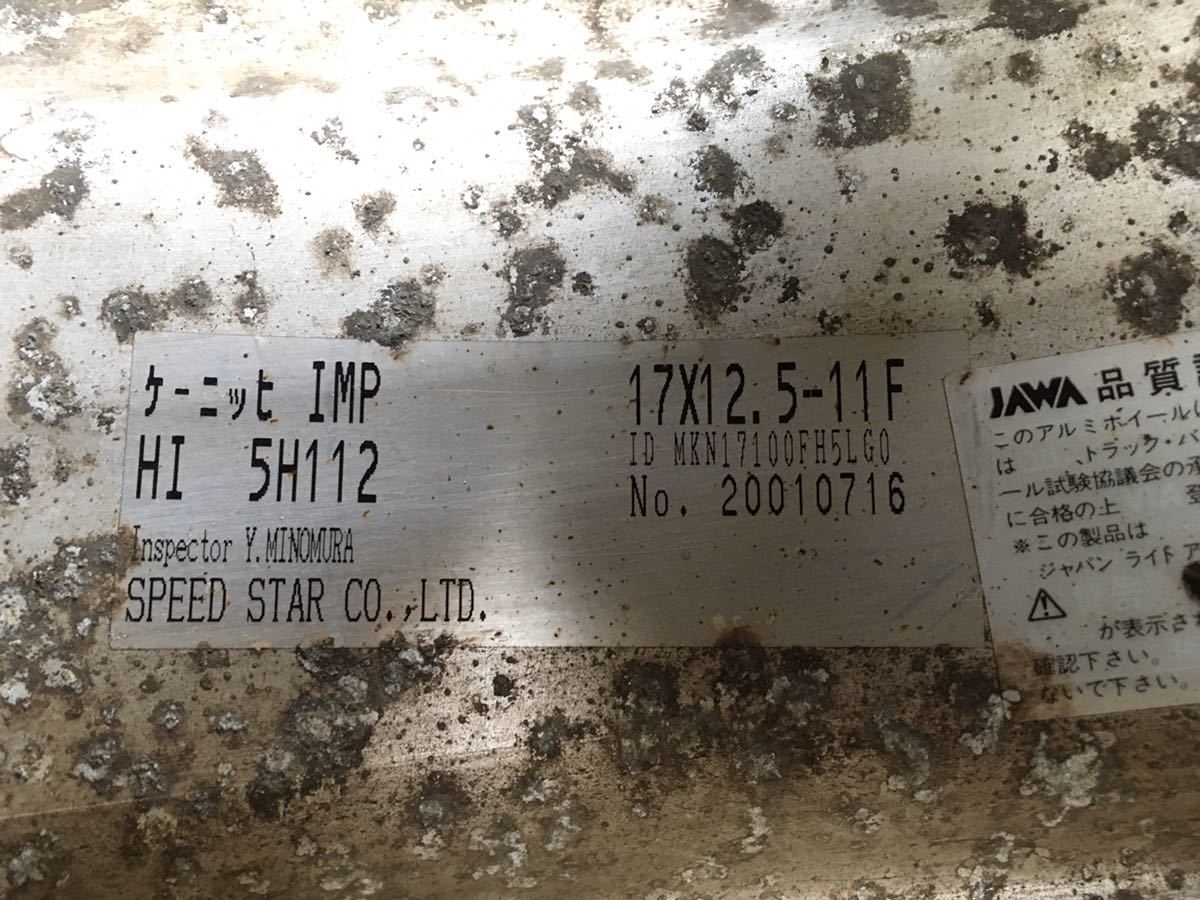 ケーニッヒ IMP 17X12.5-11F
HI 5H112 ID MKN17100FH5LG0
No. 20010716
Inspector Y.MINOMURA
SPEED STAR CO.,LTD.
JAWA 品質
このアルミホイール
は 、トラック・バ
ール試験協議会の承
に合格の上 登
※この製品は
ジャパン ライト ア
⚠
が表示さ
確認下さい。
ないで下さい。